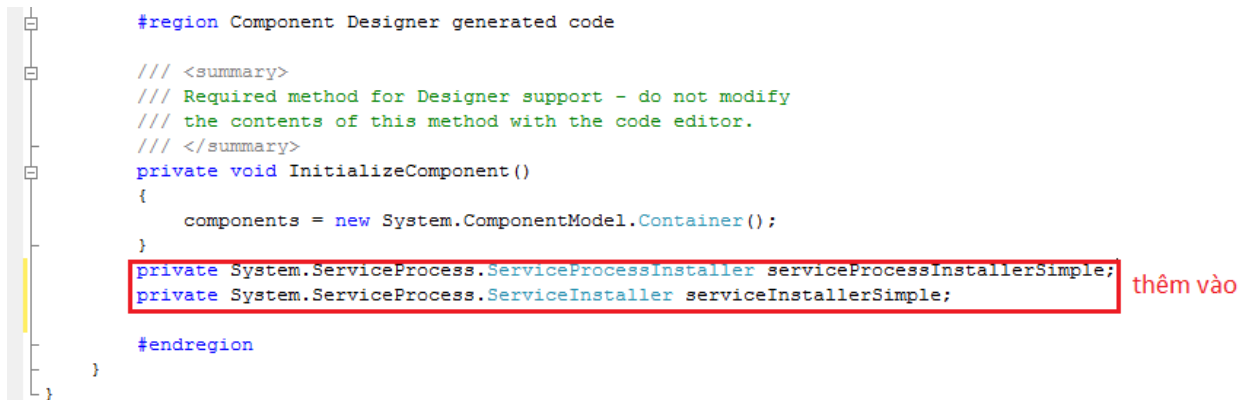 #region Component Designer generated code
/// <summary>
/// Required method for Designer support - do not modify
/// the contents of this method with the code editor.
/// </summary>
private void InitializeComponent()
{
components = new System.ComponentModel.Container();
}
private System.ServiceProcess.ServiceProcessInstaller serviceProcessInstallerSimple;
private System.ServiceProcess.ServiceInstaller serviceInstallerSimple;
thêm vào
#endregion
}
}